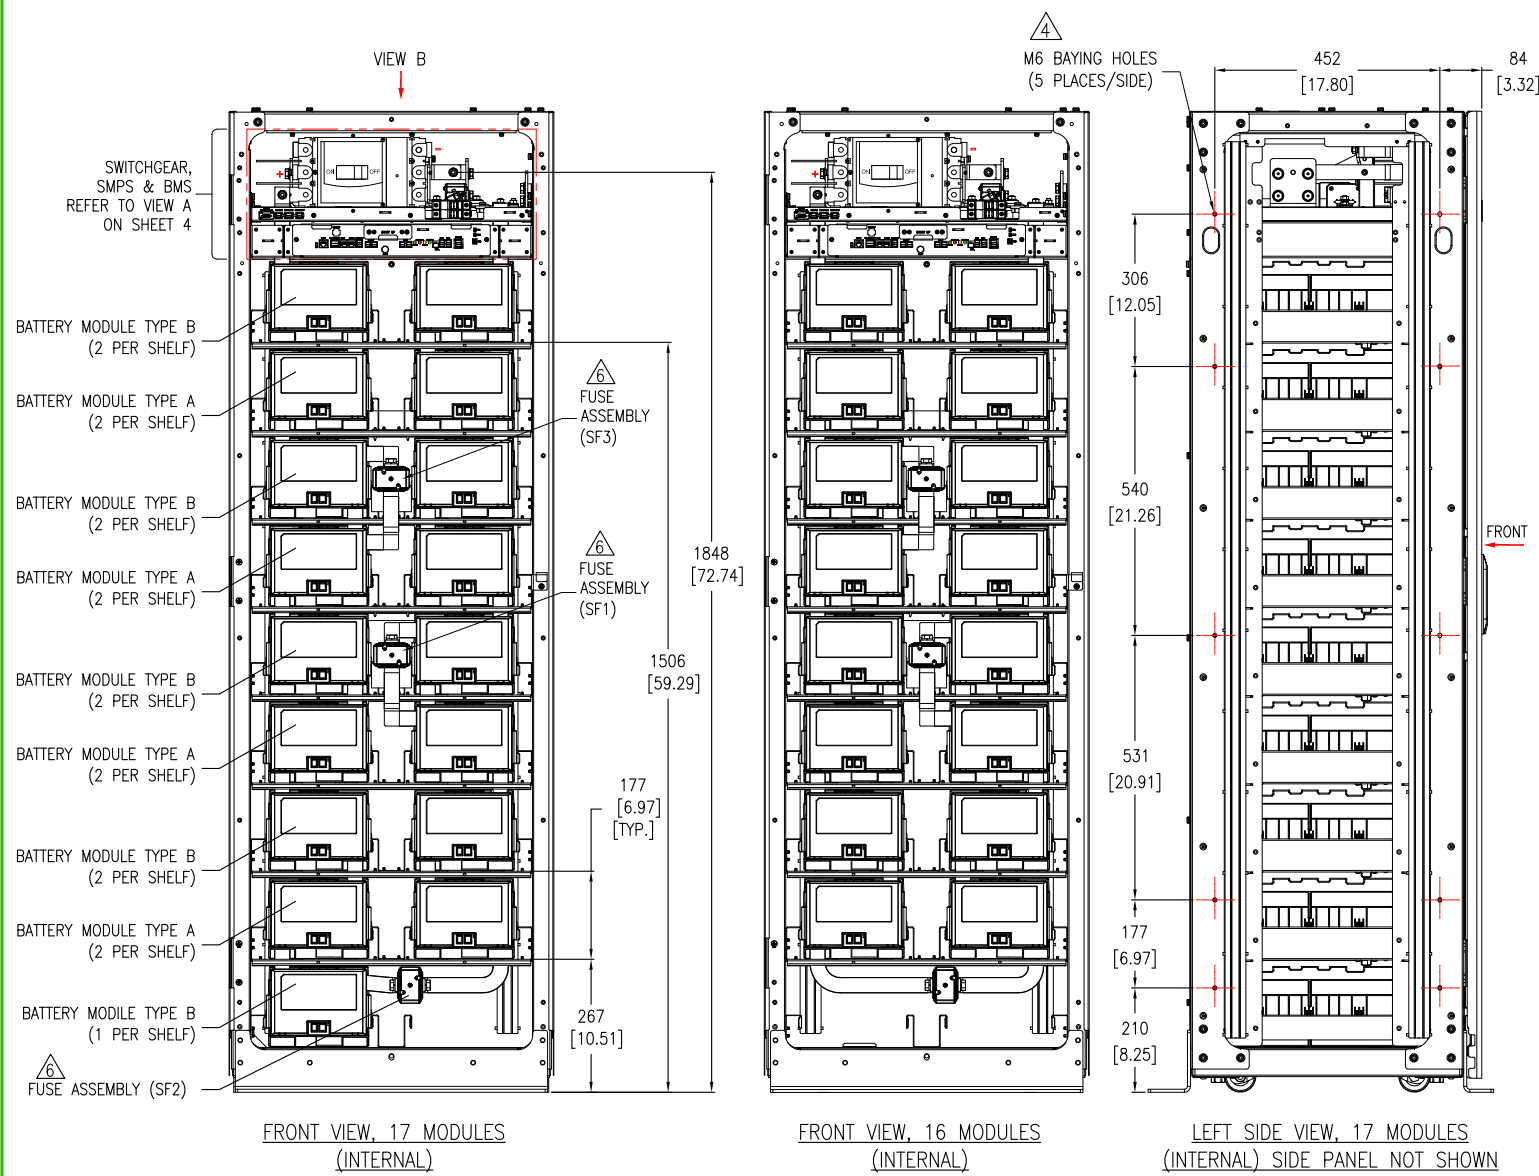 VIEW B
SWITCHGEAR,
SMPS & BMS
REFER TO VIEW A
ON SHEET 4
ON
OFF
+
-
BATTERY MODULE TYPE B
(2 PER SHELF)
BATTERY MODULE TYPE A
(2 PER SHELF)
BATTERY MODULE TYPE B
(2 PER SHELF)
BATTERY MODULE TYPE A
(2 PER SHELF)
BATTERY MODULE TYPE B
(2 PER SHELF)
BATTERY MODULE TYPE A
(2 PER SHELF)
BATTERY MODULE TYPE B
(2 PER SHELF)
BATTERY MODULE TYPE A
(2 PER SHELF)
BATTERY MODILE TYPE B
(1 PER SHELF)
6
FUSE ASSEMBLY (SF2)
6
FUSE
ASSEMBLY
(SF3)
6
FUSE
ASSEMBLY
(SF1)
1848
[72.74]
1506
[59.29]
177
[6.97]
[TYP.]
267
[10.51]
FRONT VIEW, 17 MODULES
(INTERNAL)
ON
OFF
+
-
FRONT VIEW, 16 MODULES
(INTERNAL)
4
M6 BAYING HOLES
(5 PLACES/SIDE)
452
[17.80]
84
[3.32]
306
[12.05]
540
[21.26]
FRONT
531
[20.91]
177
[6.97]
210
[8.25]
LEFT SIDE VIEW, 17 MODULES
(INTERNAL) SIDE PANEL NOT SHOWN